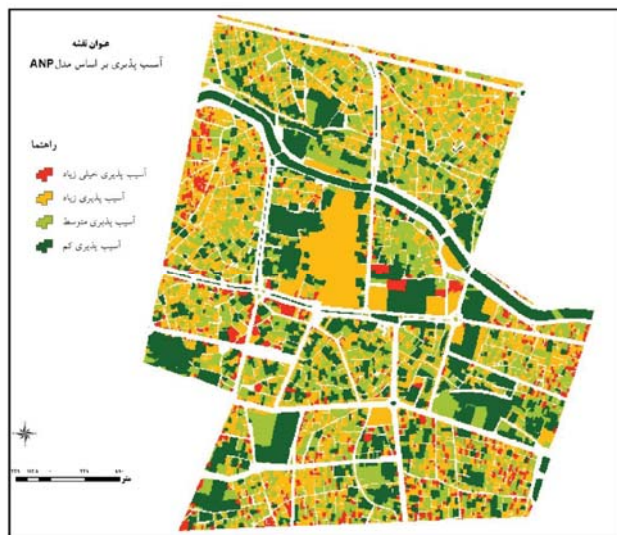 عنوان نقشه
آسیب پذیری بر اساس مدل ANP
راهنما
آسیب پذیری خیلی زیاد
آسیب پذیری زیاد
آسیب پذیری متوسط
آسیب پذیری کم
متر